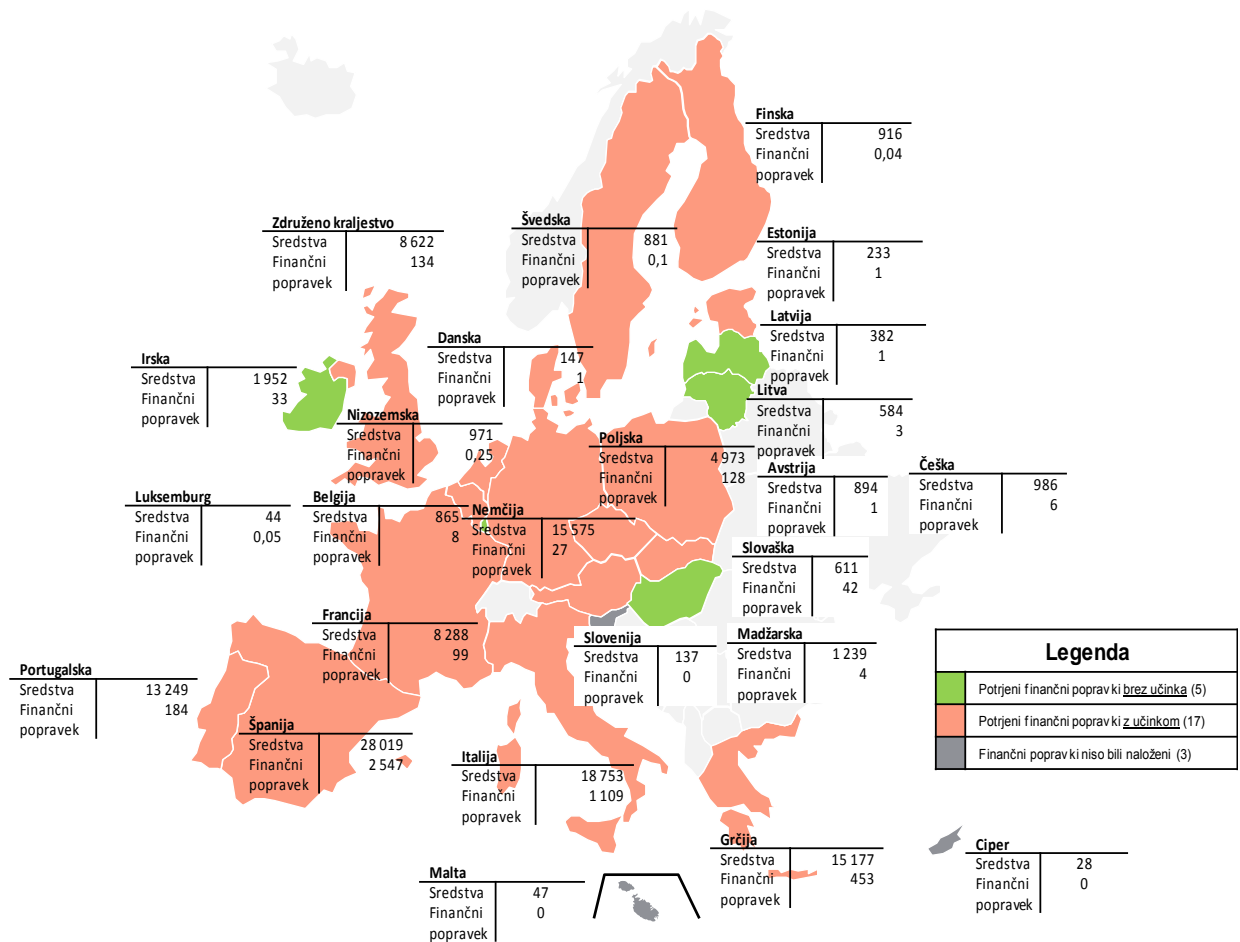 Finska
Sredstva 916
Finančni 0,04
popravek
Združeno kraljestvo
Sredstva 8 622
Finančni 134
popravek
Švedska
Sredstva 881
Finančni 0,1
popravek
Estonija
Sredstva 233
Finančni 1
popravek
Latvija
Sredstva 382
Finančni 1
popravek
Danska
Sredstva 147
Finančni 1
popravek
Irska
Sredstva 1 952
Finančni 33
popravek
Litva
Sredstva 584
Finančni 3
popravek
Nizozemska
Sredstva 971
Finančni 0,25
popravek
Poljska
Sredstva 4 973
Finančni 128
popravek
Avstrija
Sredstva 894
Finančni 1
popravek
Češka
Sredstva 986
Finančni 6
popravek
Luksemburg
Sredstva 44
Finančni 0,05
popravek
Belgija
Sredstva 865
Finančni 8
popravek
Nemčija
Sredstva 15 575
Finančni 27
popravek
Slovaška
Sredstva 611
Finančni 42
popravek
Francija
Sredstva 8 288
Finančni 99
popravek
Slovenija
Sredstva 137
Finančni 0
popravek
Madžarska
Sredstva 1 239
Finančni 4
popravek
Legenda
Potrjeni finančni popravki brez učinka (5)
Potrjeni finančni popravki z učinkom (17)
Finančni popravki niso bili naloženi (3)
Portugalska
Sredstva 13 249
Finančni 184
popravek
Španija
Sredstva 28 019
Finančni 2 547
popravek
Italija
Sredstva 18 753
Finančni 1 109
popravek
Grčija
Sredstva 15 177
Finančni 453
popravek
Ciper
Sredstva 28
Finančni 0
popravek
Malta
Sredstva 47
Finančni 0
popravek